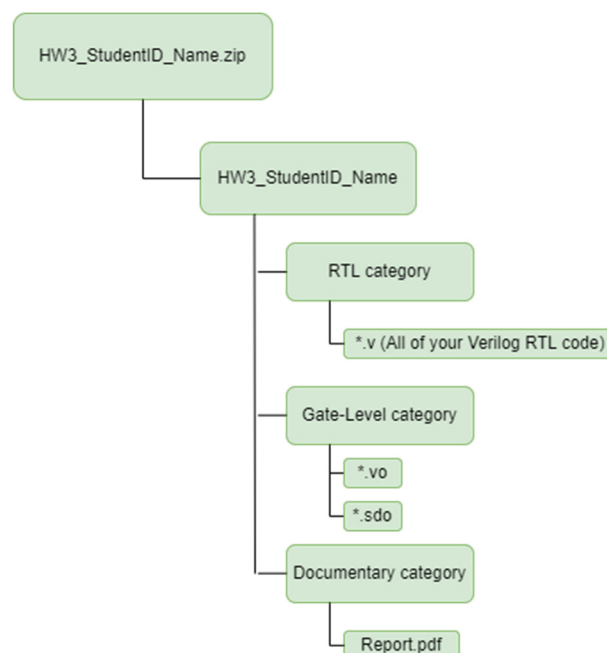 HW3_StudentID_Name.zip
HW3_StudentID_Name
RTL category
*.v (All of your Verilog RTL code)
Gate-Level category
*.vo
*.sdo
Documentary category
Report.pdf